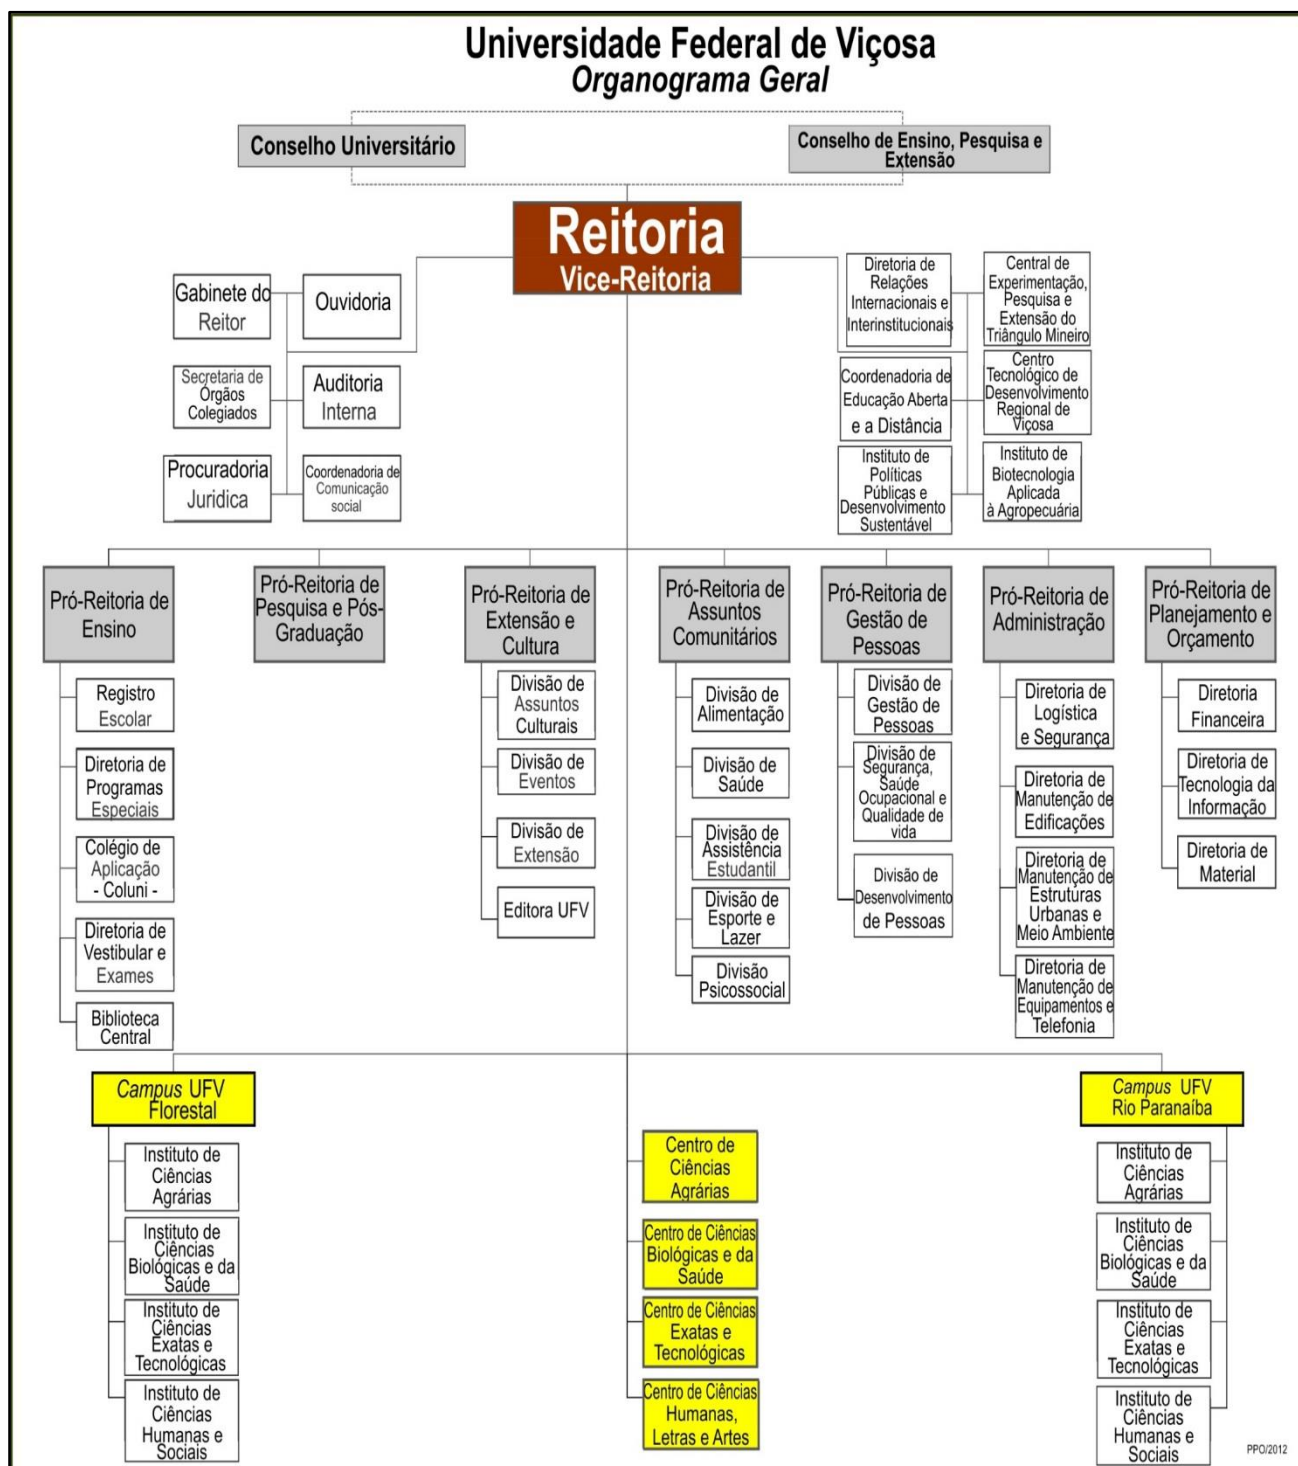 Universidade Federal de Viçosa
Organograma Geral
Conselho Universitário
Conselho de Ensino, Pesquisa e
Extensão
Reitoria
Vice-Reitoria
Gabinete do
Reitor
Ouvidoria
Secretaria de
Órgãos
Colegiados
Auditoria
Interna
Procuradoria
Juridica
Coordenadoria de
Comunicação
social
Diretoria de
Relações
Internacionais e
Interinstitucionais
Central de
Experimentação,
Pesquisa e
Extensão do
Triângulo Mineiro
Coordenadoria de
Educação Aberta
e a Distância
Centro
Tecnológico de
Desenvolvimento
Regional de
Viçosa
Instituto de
Políticas
Públicas e
Desenvolvimento
Sustentável
Instituto de
Biotecnologia
Aplicada
à Agropecuária
Pró-Reitoria de
Ensino
Pró-Reitoria de
Pesquisa e Pós-
Graduação
Pró-Reitoria de
Extensão e
Cultura
Pró-Reitoria de
Assuntos
Comunitários
Pró-Reitoria de
Gestão de
Pessoas
Pró-Reitoria de
Administração
Pró-Reitoria de
Planejamento e
Orçamento
Registro
Escolar
Diretoria de
Programas
Especiais
Colégio de
Aplicação
- Coluni -
Diretoria de
Vestibular e
Exames
Biblioteca
Central
Divisão de
Assuntos
Culturais
Divisão de
Eventos
Divisão de
Extensão
Editora UFV
Divisão de
Alimentação
Divisão de
Saúde
Divisão de
Assistência
Estudantil
Divisão de
Esporte e
Lazer
Divisão
Psicossocial
Divisão de
Gestão de
Pessoas
Divisão de
Segurança,
Saúde
Ocupacional e
Qualidade de
vida
Divisão de
Desenvolvimento
de Pessoas
Diretoria de
Logística
e Segurança
Diretoria de
Manutenção de
Edificações
Diretoria de
Manutenção de
Estruturas
Urbanas e
Meio Ambiente
Diretoria de
Manutenção de
Equipamentos e
Telefonia
Diretoria
Financeira
Diretoria de
Tecnologia da
Informação
Diretoria de
Material
Campus UFV
Florestal
Instituto de
Ciências
Agrárias
Instituto de
Ciências
Biológicas e da
Saúde
Instituto de
Ciências
Exatas e
Tecnológicas
Instituto de
Ciências
Humanas e
Sociais
Centro de
Ciências
Agrárias
Centro de Ciências
Biológicas e da
Saúde
Centro de Ciências
Exatas e
Tecnológicas
Centro de Ciências
Humanas,
Letras e Artes
Campus UFV
Rio Paranaíba
Instituto de
Ciências
Agrárias
Instituto de
Ciências
Biológicas e da
Saúde
Instituto de
Ciências
Exatas e
Tecnológicas
Instituto de
Ciências
Humanas e
Sociais
PPO/2012